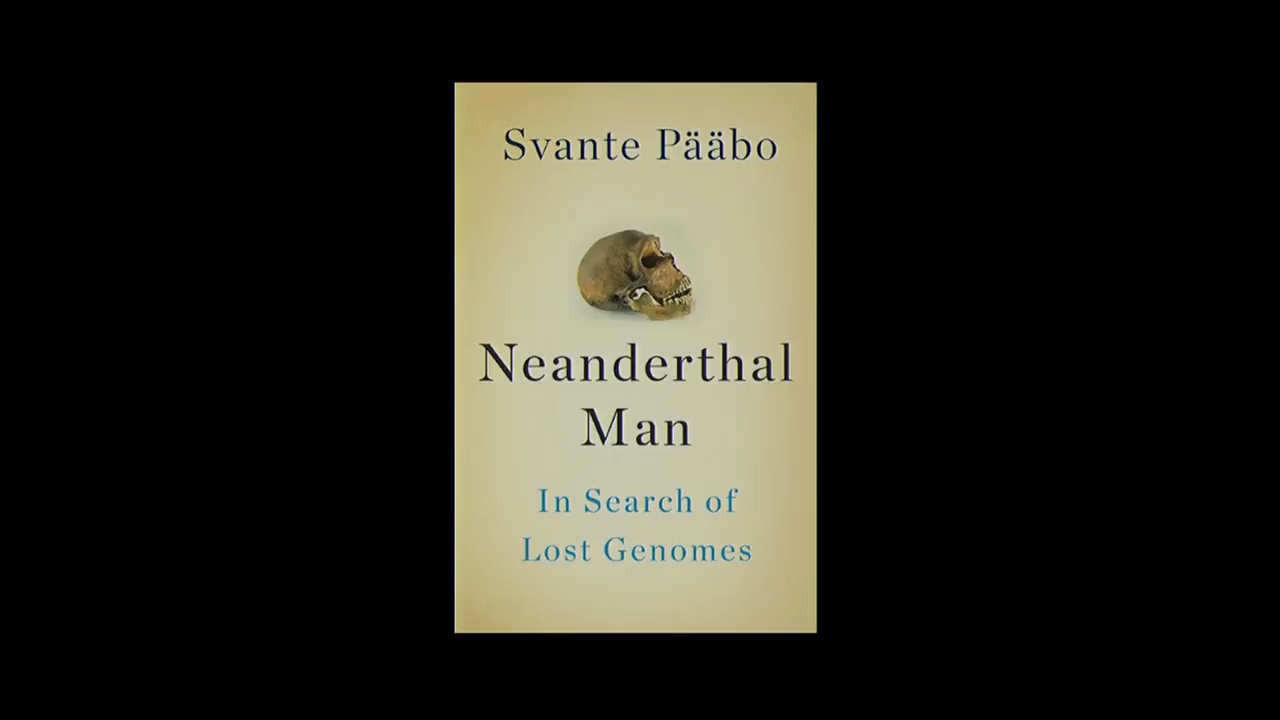 Svante Pääbo
Neanderthal
Man
In Search of
Lost Genomes